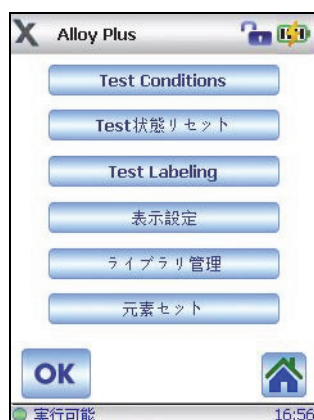 Alloy Plus
Test Conditions
Test状態リセット
Test Labeling
表示設定
ライブラリ管理
元素セット
OK
実行可能 16:56